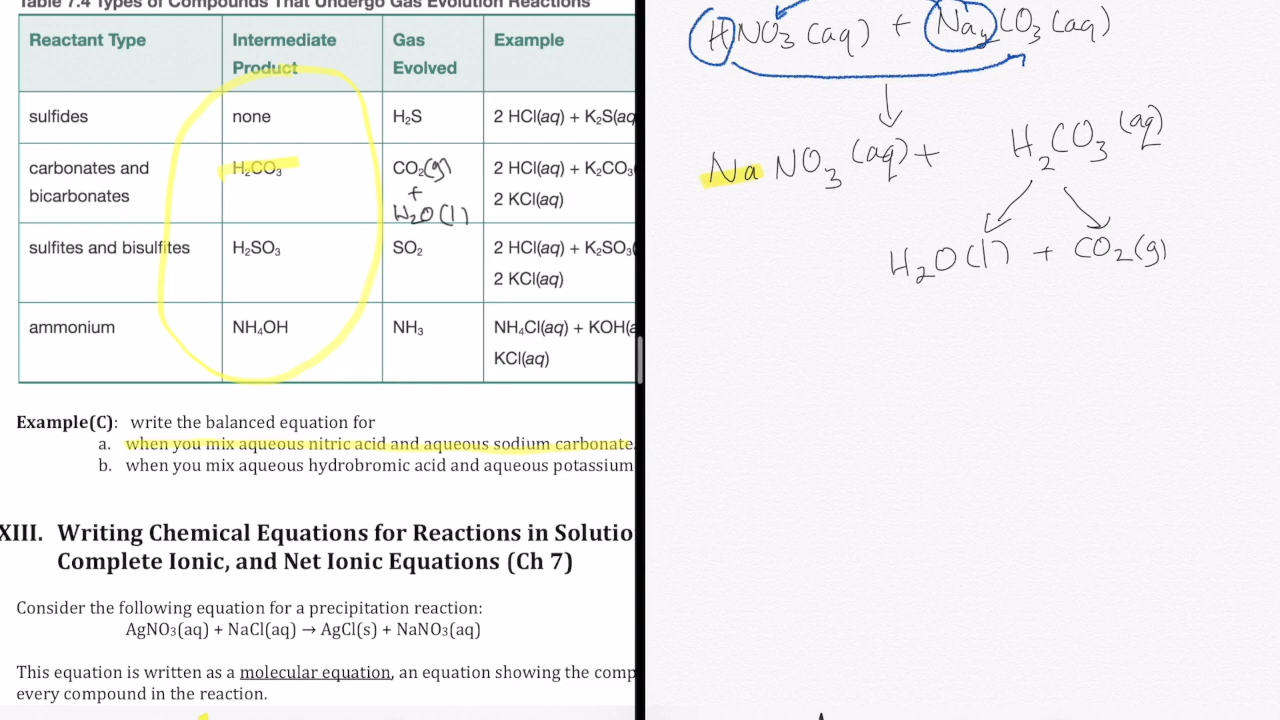 Table 7.4 Types of Compounds That Undergo Gas Evolution Reactions
Reactant Type
Intermediate Product
Gas Evolved
Example
sulfides
none
H₂S
2 HCl(aq) + K₂S(aq
carbonates and bicarbonates
H₂CO₃
CO₂(g)
+
H₂O(l)
2 HCl(aq) + K₂CO₃
2 KCl(aq)
sulfites and bisulfites
H₂SO₃
SO₂
2 HCl(aq) + K₂SO₃(
2 KCl(aq)
ammonium
NH₄OH
NH₃
NH₄Cl(aq) + KOH(a
KCl(aq)
Example(C): write the balanced equation for
a. when you mix aqueous nitric acid and aqueous sodium carbonate.
b. when you mix aqueous hydrobromic acid and aqueous potassium
XIII. Writing Chemical Equations for Reactions in Solutio
Complete Ionic, and Net Ionic Equations (Ch 7)
Consider the following equation for a precipitation reaction:
AgNO₃(aq) + NaCl(aq) → AgCl(s) + NaNO₃(aq)
This equation is written as a molecular equation, an equation showing the comp
every compound in the reaction.
HNO₃(aq) + Na₂CO₃(aq)
NaNO₃(aq) + H₂CO₃(aq)
H₂O(l) + CO₂(g)